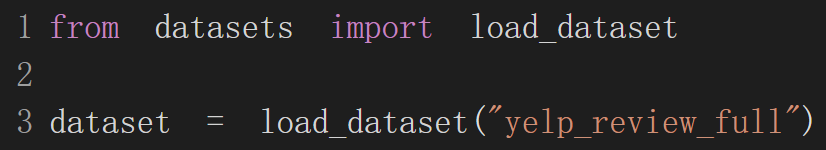 1 from datasets import load_dataset
2
3 dataset = load_dataset("yelp_review_full")